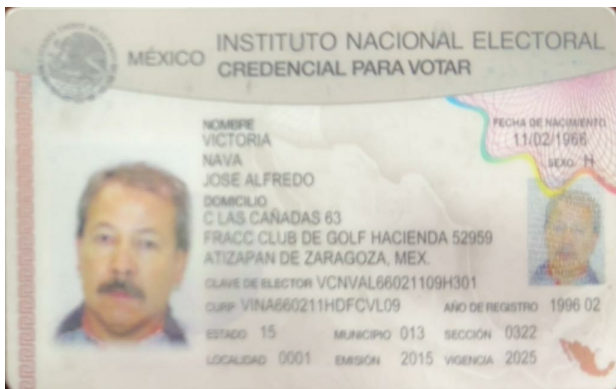 MÉXICO
INSTITUTO NACIONAL ELECTORAL
CREDENCIAL PARA VOTAR
NOMBRE
VICTORIA
NAVA
JOSE ALFREDO
FECHA DE NACIMIENTO
11/02/1966
SEXO H
DOMICILIO
C LAS CAÑADAS 63
FRACC CLUB DE GOLF HACIENDA 52959
ATIZAPAN DE ZARAGOZA, MEX.
CLAVE DE ELECTOR VCNVAL66021109H301
CURP VINA660211HDFCVL09 AÑO DE REGISTRO 1996 02
ESTADO 15 MUNICIPIO 013 SECCIÓN 0322
LOCALIDAD 0001 EMISIÓN 2015 VIGENCIA 2025